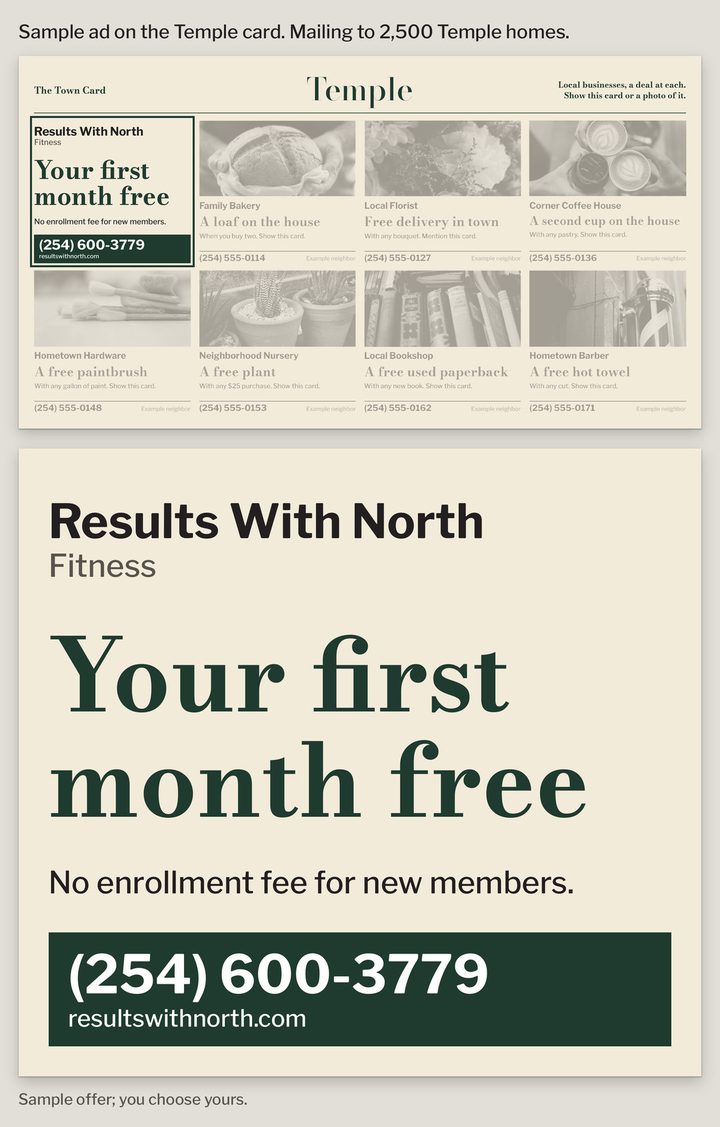 Sample ad on the Temple card. Mailing to 2,500 Temple homes.
The Town Card
Temple
Local businesses, a deal at each.
Show this card or a photo of it.
Results With North
Fitness
Your first
month free
No enrollment fee for new members.
(254) 600-3779
resultswithnorth.com
Family Bakery
A loaf on the house
When you buy two. Show this card.
(254) 555-0114
Example neighbor
Local Florist
Free delivery in town
With any bouquet. Mention this card.
(254) 555-0127
Example neighbor
Corner Coffee House
A second cup on the house
With any pastry. Show this card.
(254) 555-0136
Example neighbor
Hometown Hardware
A free paintbrush
With any gallon of paint. Show this card.
(254) 555-0148
Example neighbor
Neighborhood Nursery
A free plant
With any $25 purchase. Show this card.
(254) 555-0153
Example neighbor
Local Bookshop
A free used paperback
With any new book. Show this card.
(254) 555-0162
Example neighbor
Hometown Barber
A free hot towel
With any cut. Show this card.
(254) 555-0171
Example neighbor
Results With North
Fitness
Your first
month free
No enrollment fee for new members.
(254) 600-3779
resultswithnorth.com
Sample offer; you choose yours.